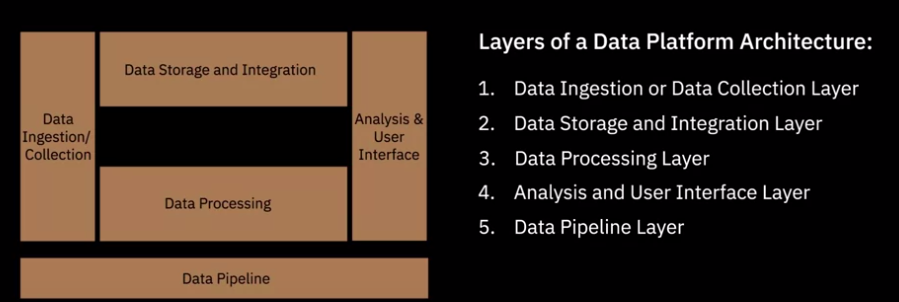 Data Storage and Integration
Data
Ingestion/
Collection
Analysis &
User
Interface
Data Processing
Data Pipeline
Layers of a Data Platform Architecture:
1. Data Ingestion or Data Collection Layer
2. Data Storage and Integration Layer
3. Data Processing Layer
4. Analysis and User Interface Layer
5. Data Pipeline Layer